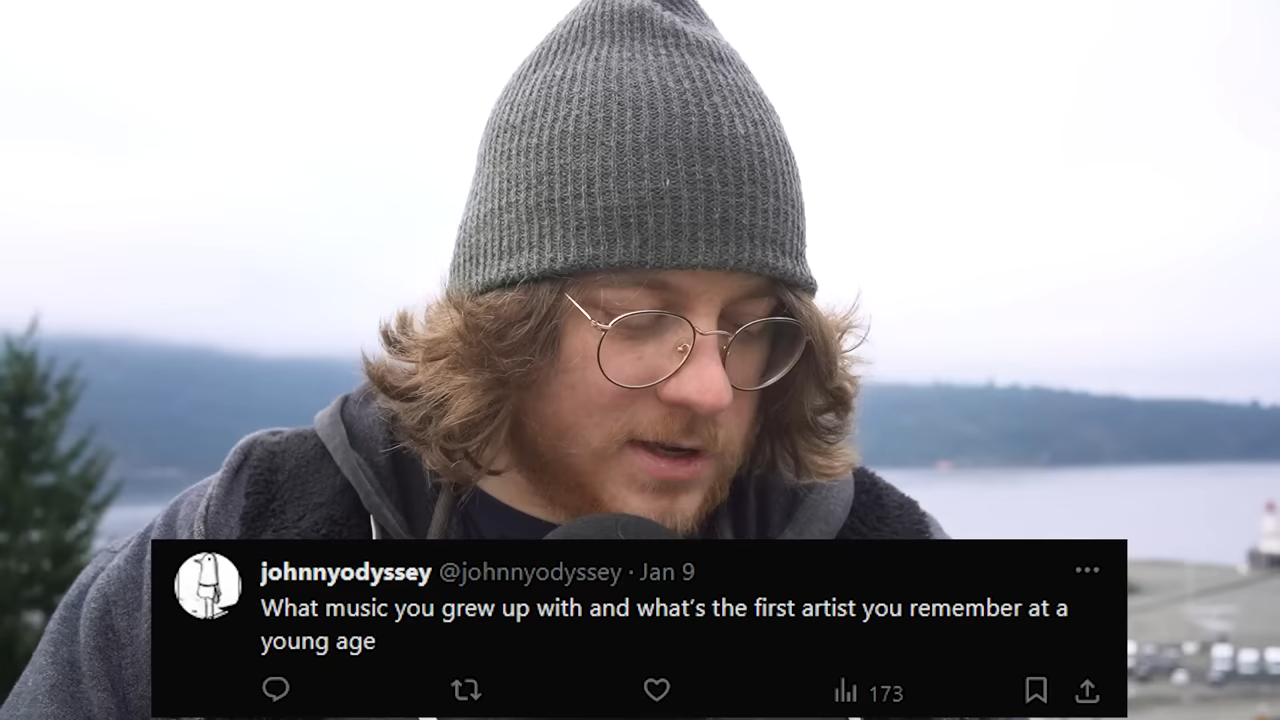 johnnyodyssey @johnnyodyssey · Jan 9
What music you grew up with and what’s the first artist you remember at a
young age
173